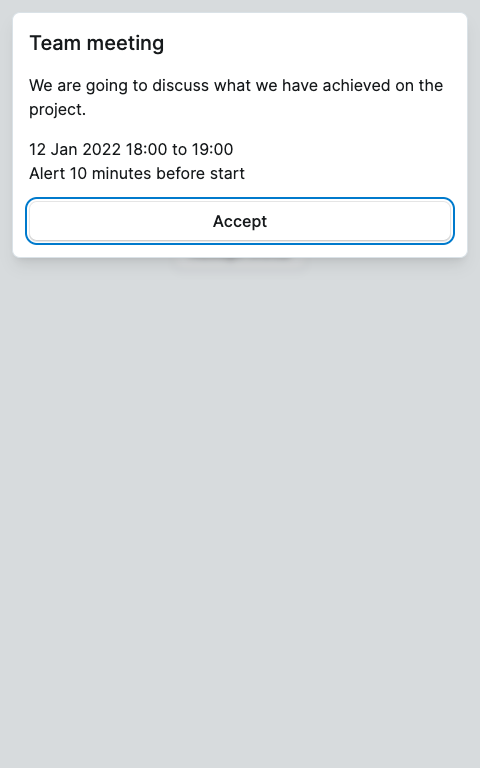 Team meeting
We are going to discuss what we have achieved on the
project.
12 Jan 2022 18:00 to 19:00
Alert 10 minutes before start
Accept